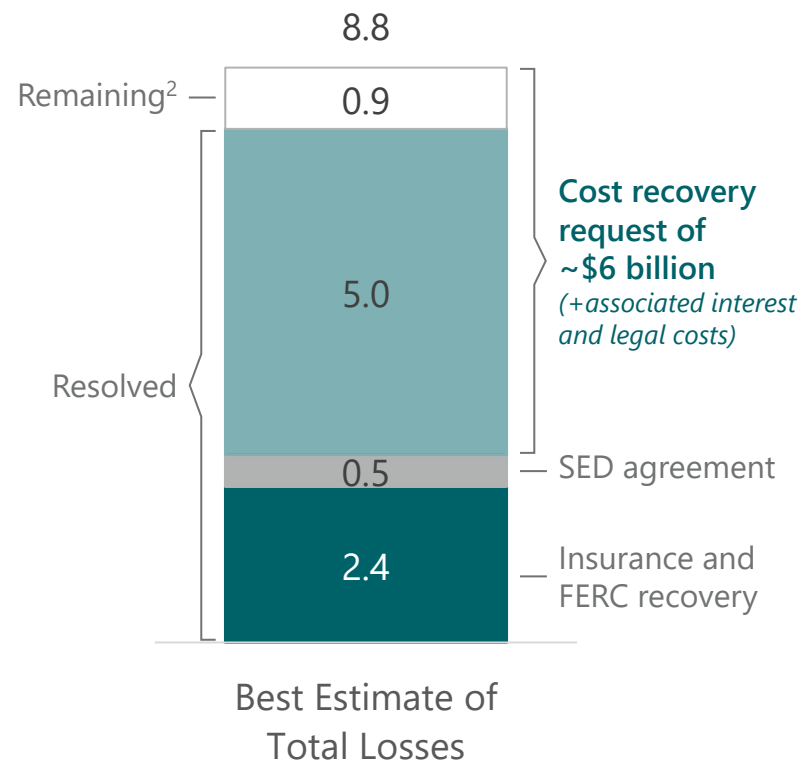 8.8
Remaining²
0.9
Cost recovery
request of
~$6 billion
(+associated interest
and legal costs)
5.0
Resolved
0.5
SED agreement
2.4
Insurance and
FERC recovery
Best Estimate of
Total Losses